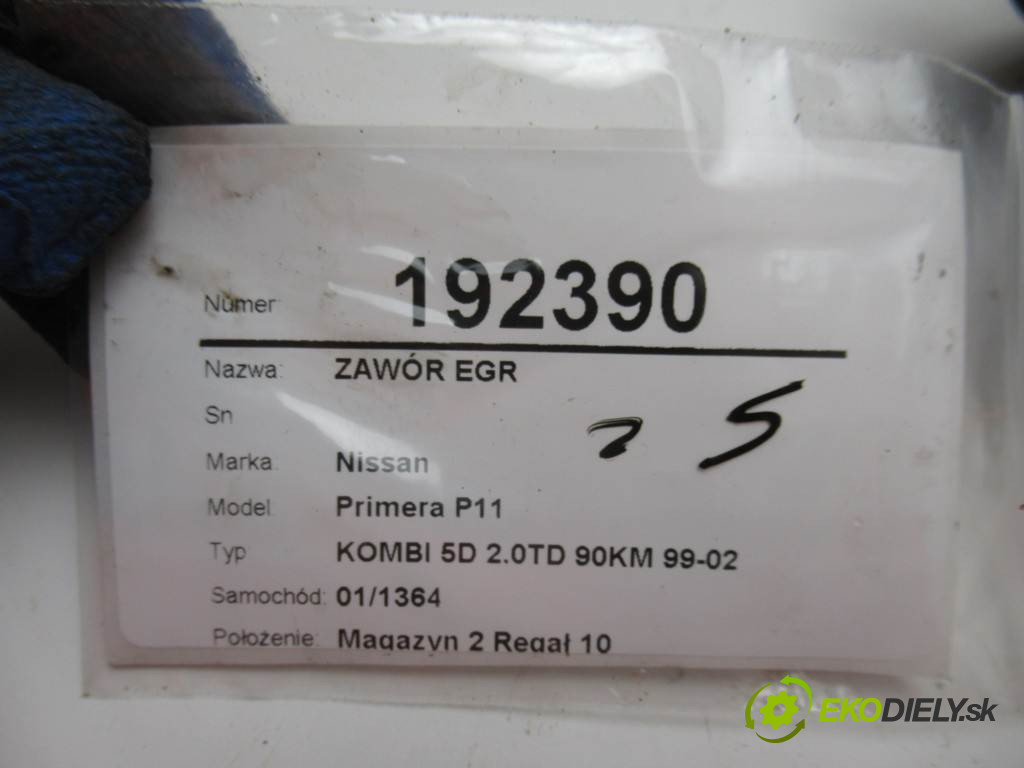 Numer 192390
Nazwa: ZAWÓR EGR
Sn
Marka: Nissan
Model Primera P11
Typ KOMBI 5D 2.0TD 90KM 99-02
Samochód: 01/1364
Położenie: Magazyn 2 Regał 10
EKODIELY.sk